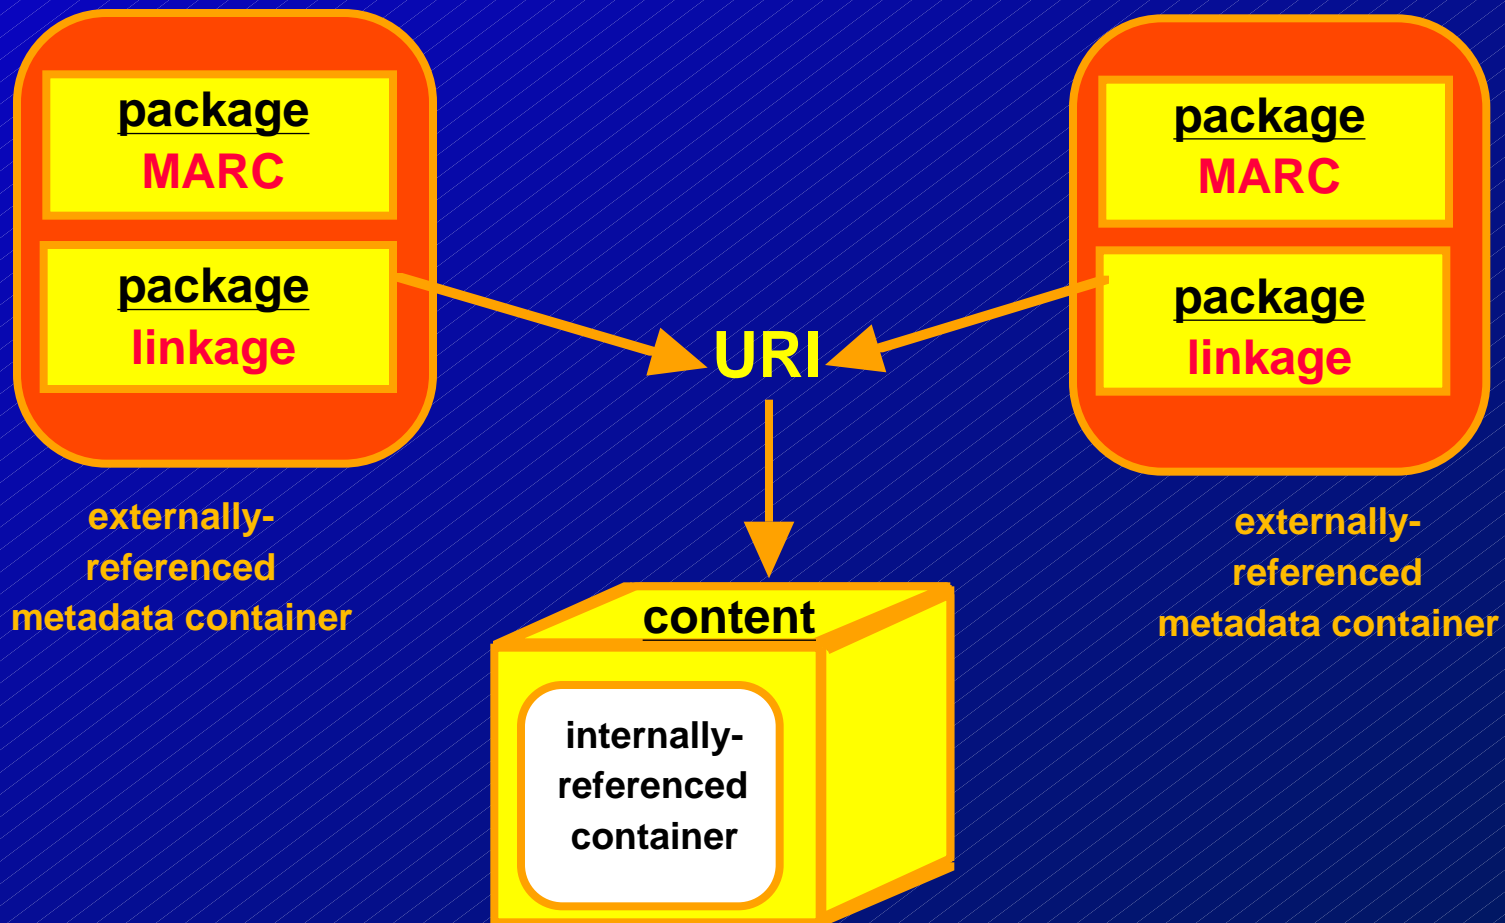 package
MARC
package
linkage
externally-
referenced
metadata container
URI
package
MARC
package
linkage
externally-
referenced
metadata container
content
internally-
referenced
container